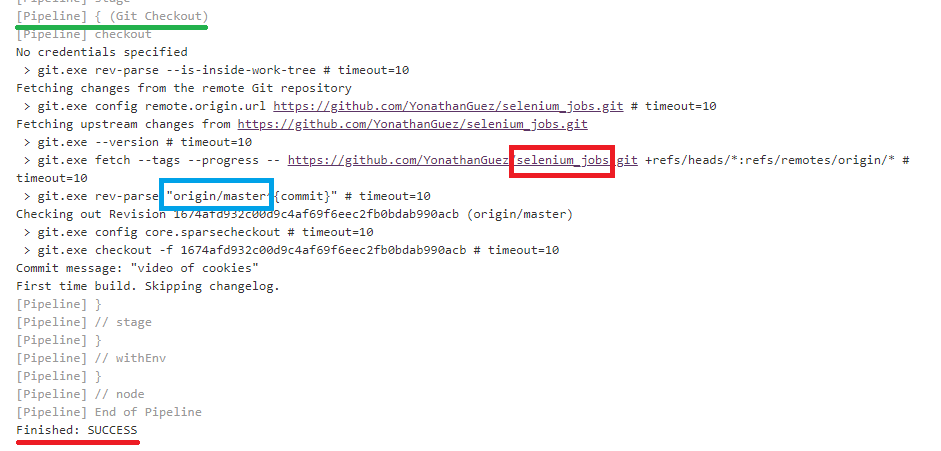 [Pipeline] stage
[Pipeline] { (Git Checkout)
[Pipeline] checkout
No credentials specified
> git.exe rev-parse --is-inside-work-tree # timeout=10
Fetching changes from the remote Git repository
> git.exe config remote.origin.url https://github.com/YonathanGuez/selenium_jobs.git # timeout=10
Fetching upstream changes from https://github.com/YonathanGuez/selenium_jobs.git
> git.exe --version # timeout=10
> git.exe fetch --tags --progress -- https://github.com/YonathanGuez/selenium_jobs.git +refs/heads/*:refs/remotes/origin/* #
timeout=10
> git.exe rev-parse "origin/master^{commit}" # timeout=10
Checking out Revision 1674afd932c00d9c4af69f6eec2fb0bdab990acb (origin/master)
> git.exe config core.sparsecheckout # timeout=10
> git.exe checkout -f 1674afd932c00d9c4af69f6eec2fb0bdab990acb # timeout=10
Commit message: "video of cookies"
First time build. Skipping changelog.
[Pipeline] }
[Pipeline] // stage
[Pipeline] }
[Pipeline] // withEnv
[Pipeline] }
[Pipeline] // node
[Pipeline] End of Pipeline
Finished: SUCCESS